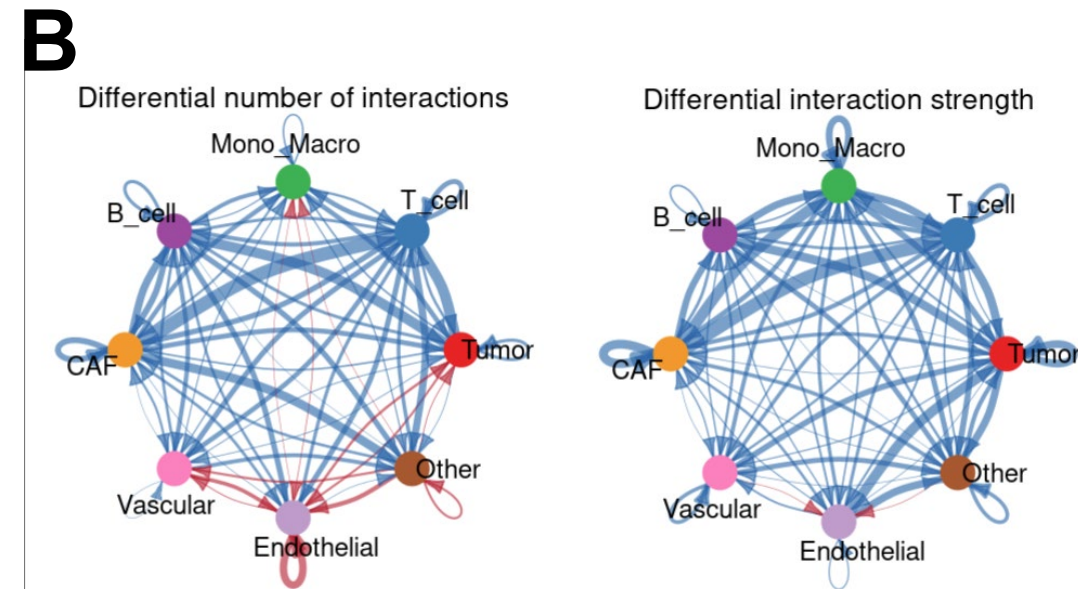 B
Differential number of interactions
Mono_Macro
T_cell
B_cell
CAF
Tumor
Other
Vascular
Endothelial
Differential interaction strength
Mono_Macro
T_cell
B_cell
CAF
Tumor
Other
Vascular
Endothelial